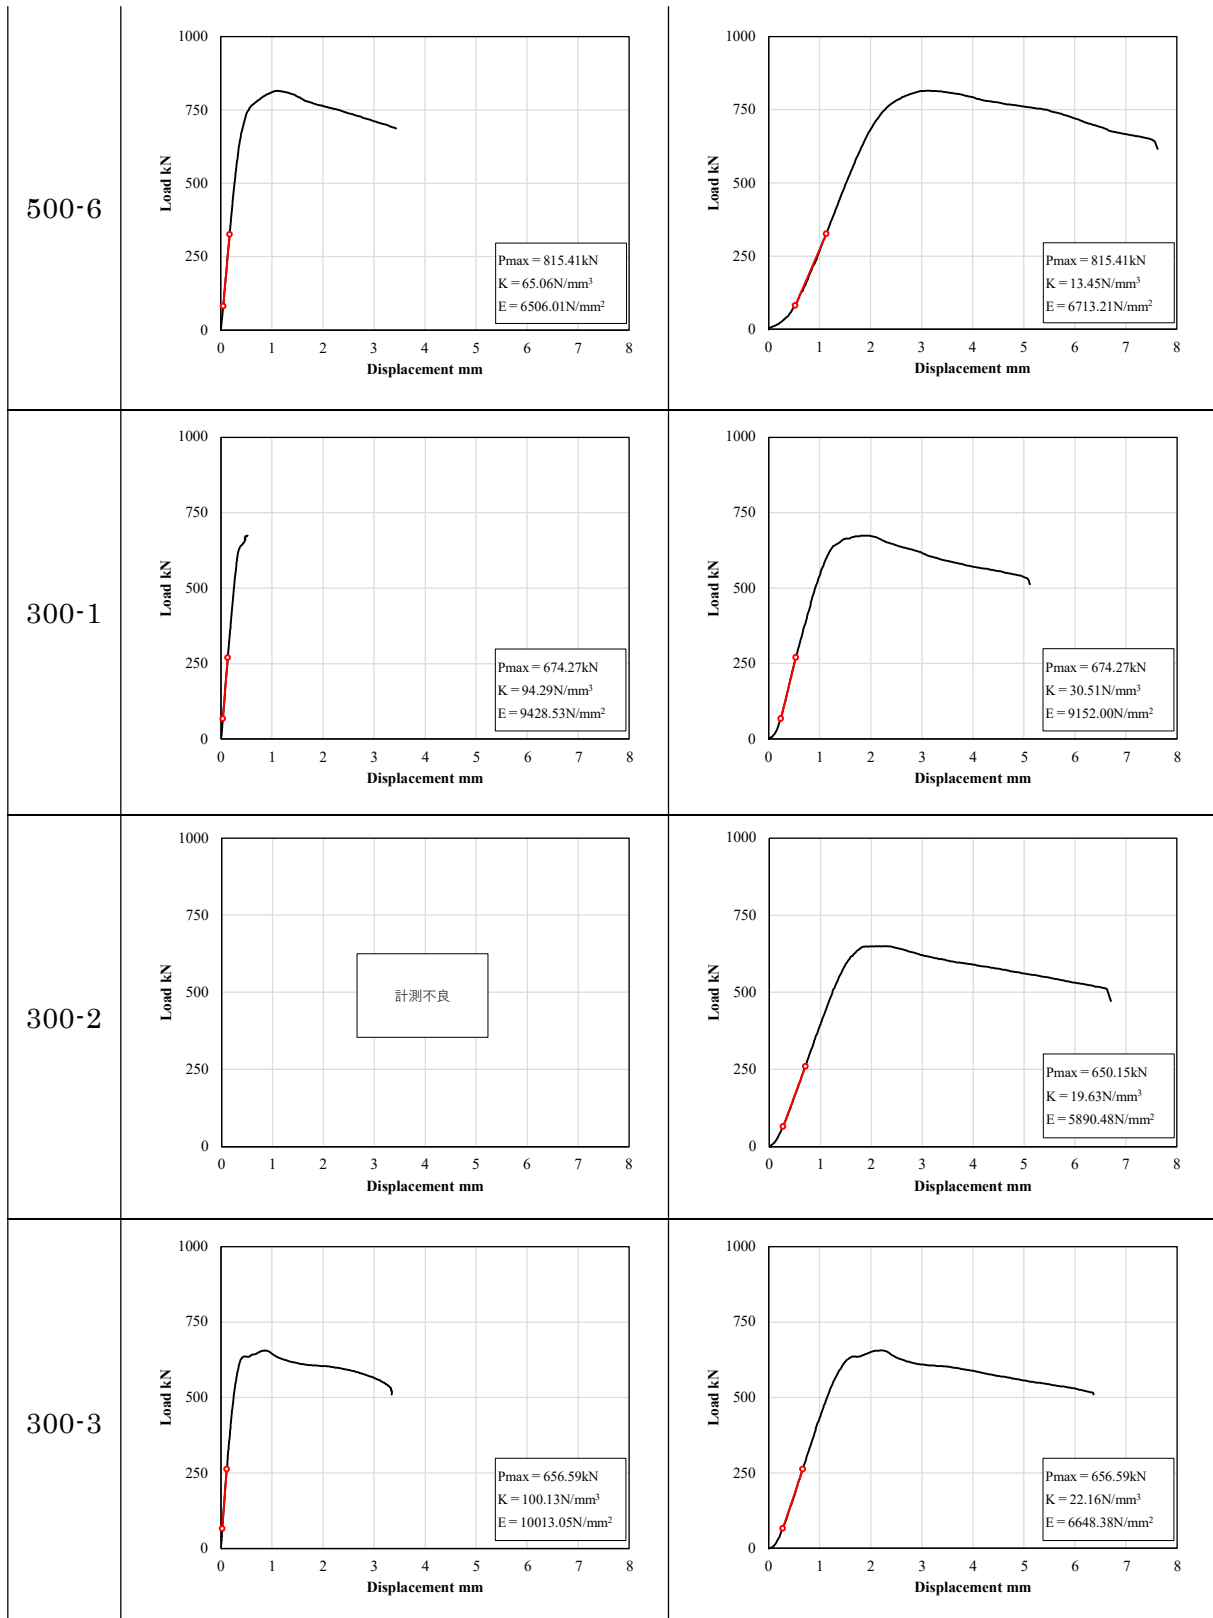 500-6
1000
750
500
250
0
Load kN
0 1 2 3 4 5 6 7 8
Displacement mm
Pmax = 815.41kN
K = 65.06N/mm³
E = 6506.01N/mm²
1000
750
500
250
0
Load kN
0 1 2 3 4 5 6 7 8
Displacement mm
Pmax = 815.41kN
K = 13.45N/mm³
E = 6713.21N/mm²
300-1
1000
750
500
250
0
Load kN
0 1 2 3 4 5 6 7 8
Displacement mm
Pmax = 674.27kN
K = 94.29N/mm³
E = 9428.53N/mm²
1000
750
500
250
0
Load kN
0 1 2 3 4 5 6 7 8
Displacement mm
Pmax = 674.27kN
K = 30.51N/mm³
E = 9152.00N/mm²
300-2
1000
750
500
250
0
Load kN
0 1 2 3 4 5 6 7 8
Displacement mm
計測不良
1000
750
500
250
0
Load kN
0 1 2 3 4 5 6 7 8
Displacement mm
Pmax = 650.15kN
K = 19.63N/mm³
E = 5890.48N/mm²
300-3
1000
750
500
250
0
Load kN
0 1 2 3 4 5 6 7 8
Displacement mm
Pmax = 656.59kN
K = 100.13N/mm³
E = 10013.05N/mm²
1000
750
500
250
0
Load kN
0 1 2 3 4 5 6 7 8
Displacement mm
Pmax = 656.59kN
K = 22.16N/mm³
E = 6648.38N/mm²